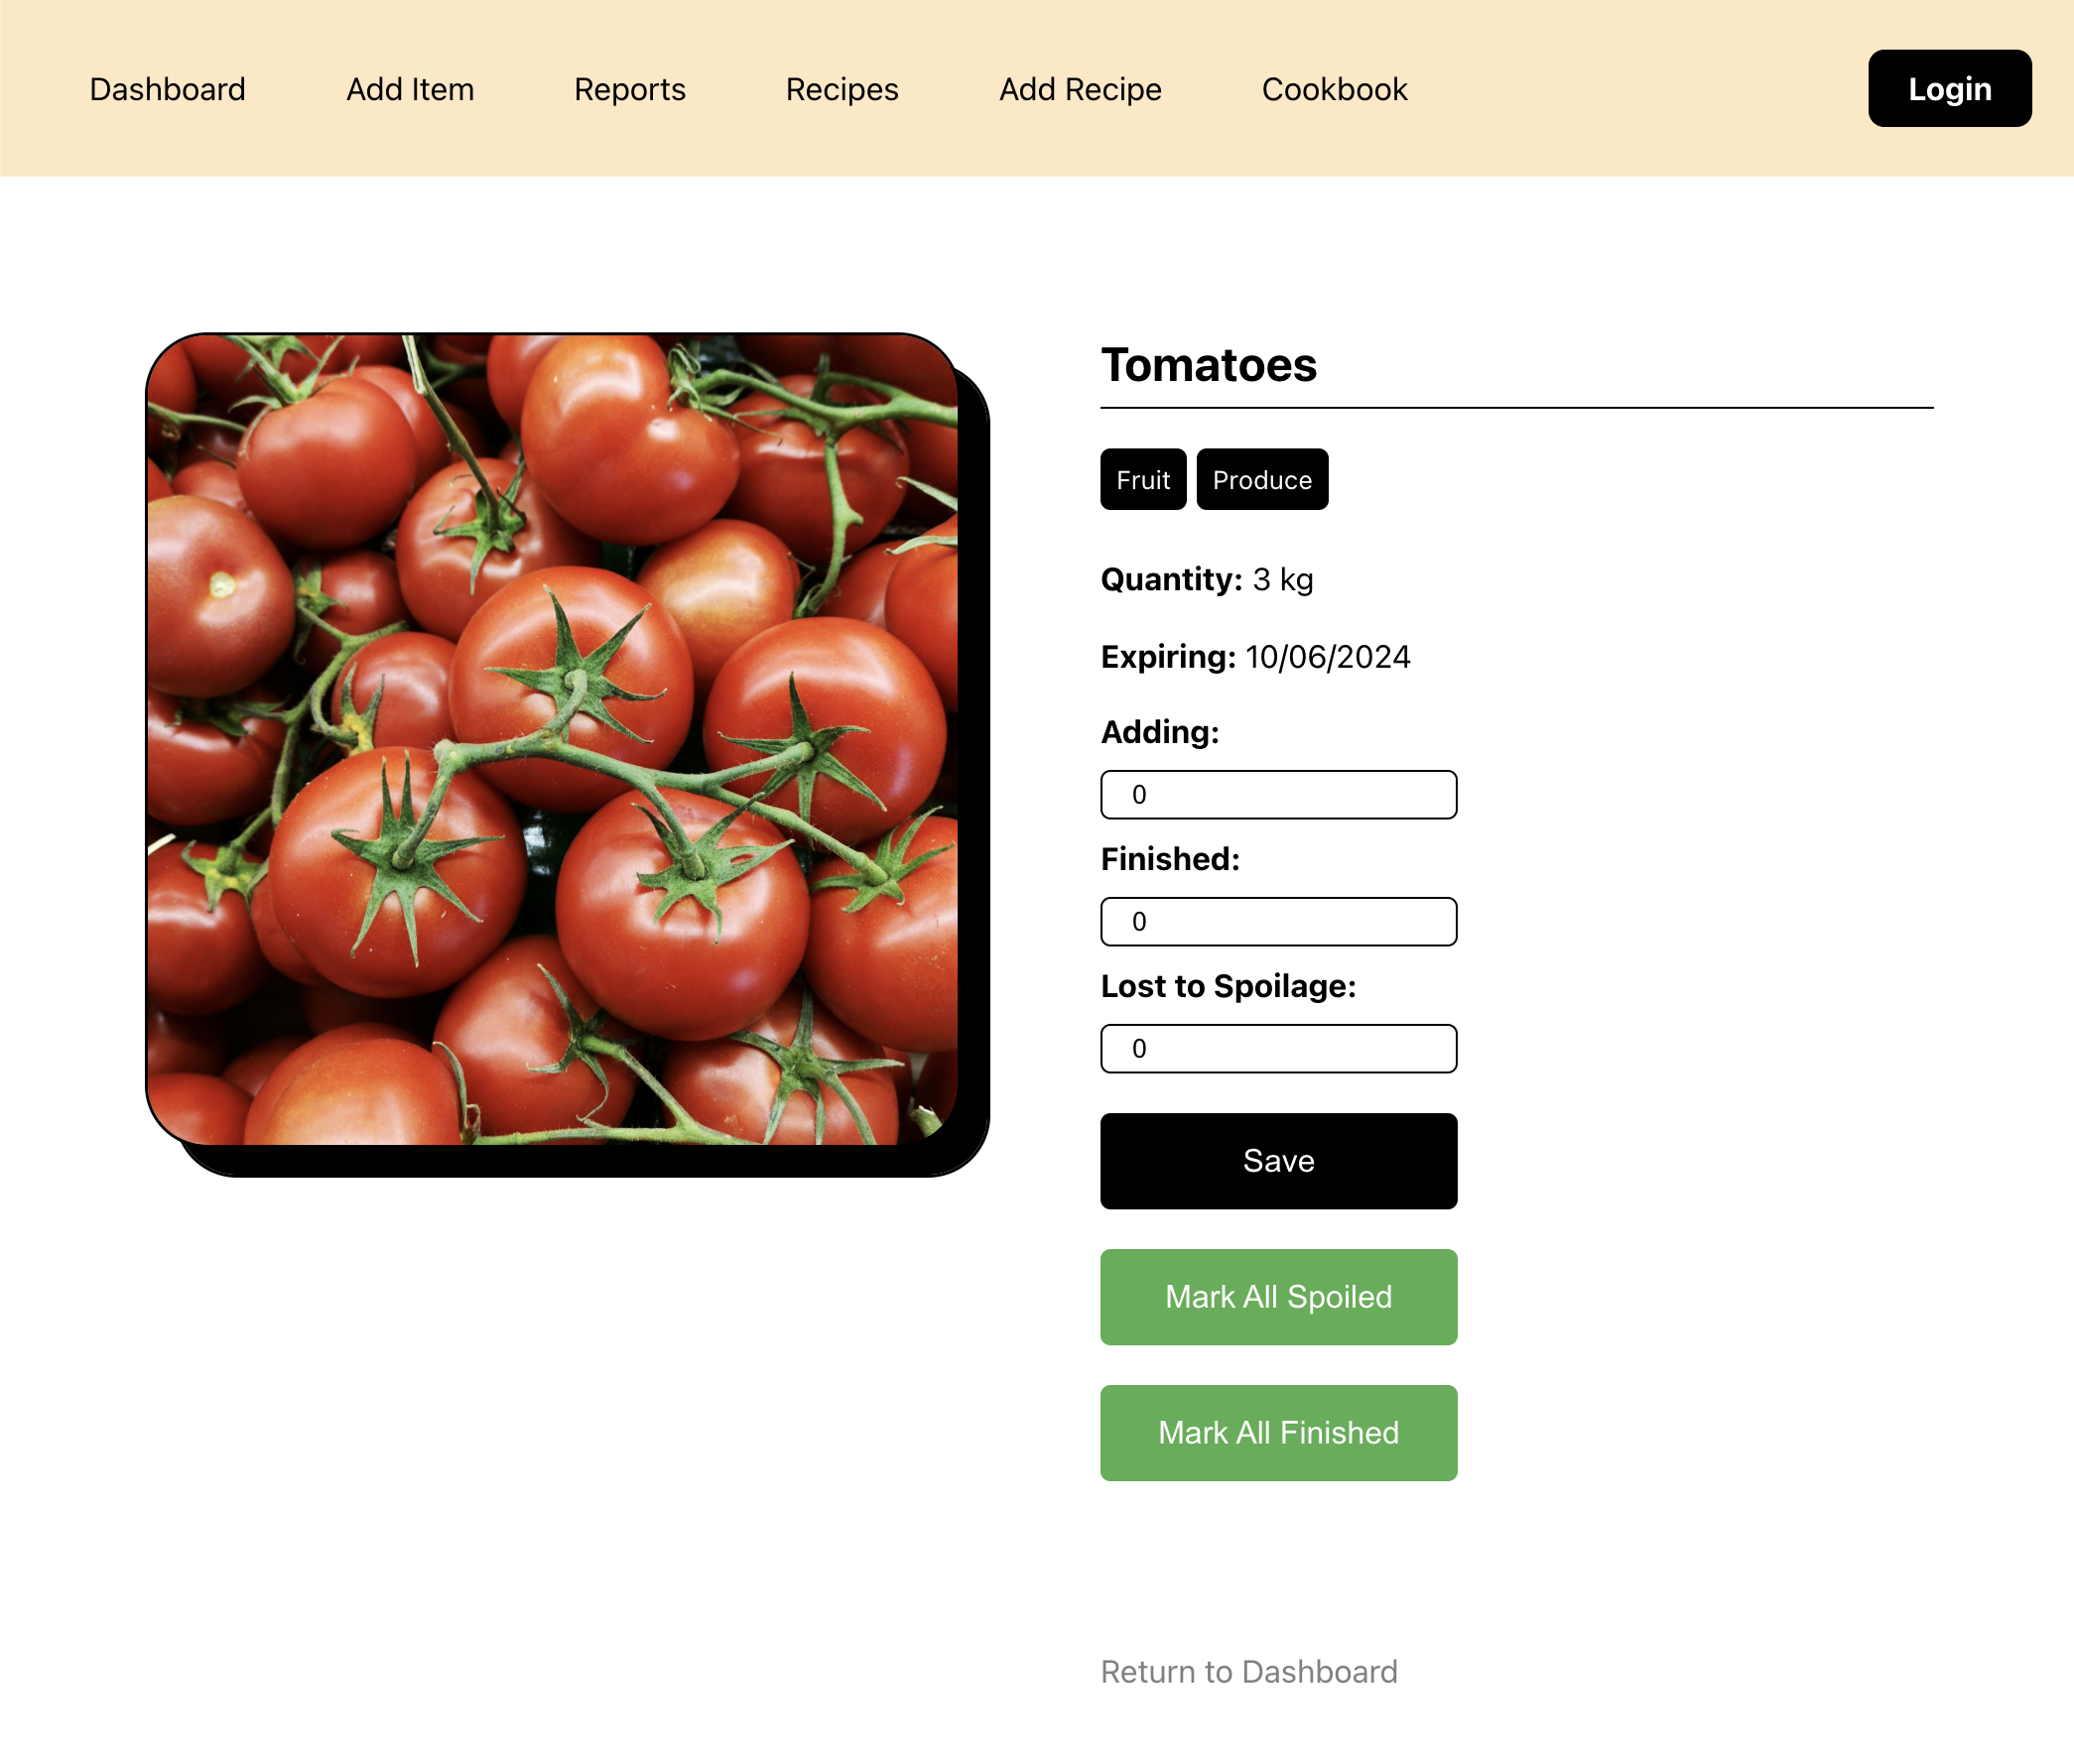 Dashboard Add Item Reports Recipes Add Recipe Cookbook Login
Tomatoes
Fruit Produce
Quantity: 3 kg
Expiring: 10/06/2024
Adding:
0
Finished:
0
Lost to Spoilage:
0
Save
Mark All Spoiled
Mark All Finished
Return to Dashboard